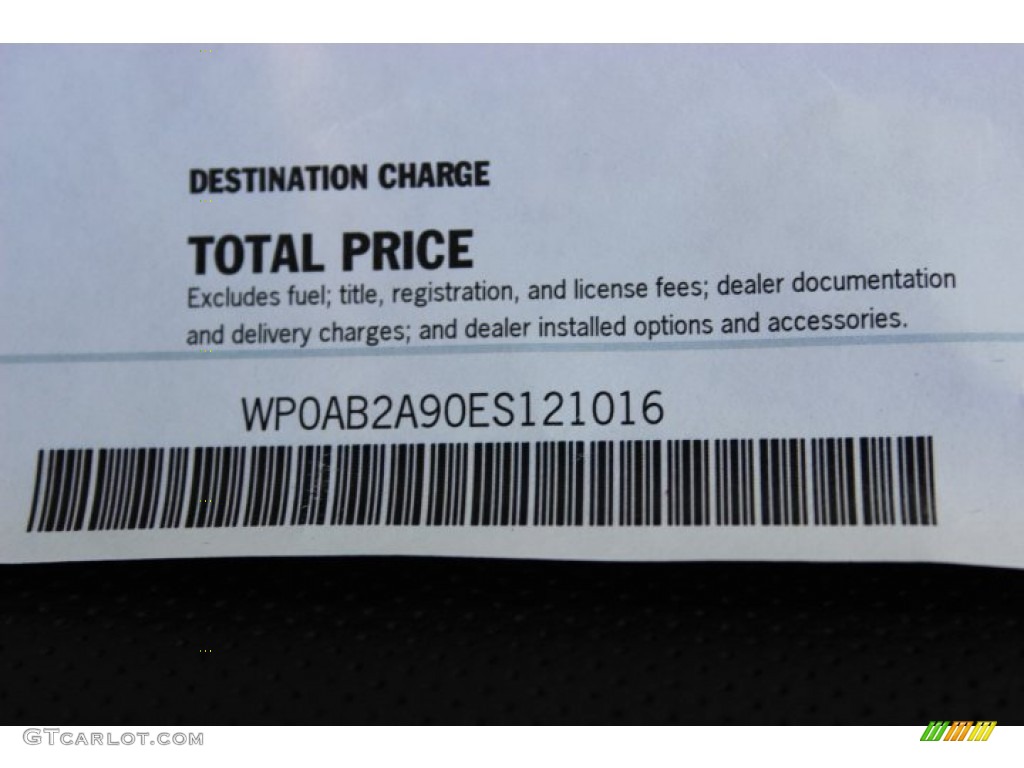 DESTINATION CHARGE
TOTAL PRICE
Excludes fuel; title, registration, and license fees; dealer documentation
and delivery charges; and dealer installed options and accessories.
WP0AB2A90ES121016
GTCARLOT.COM